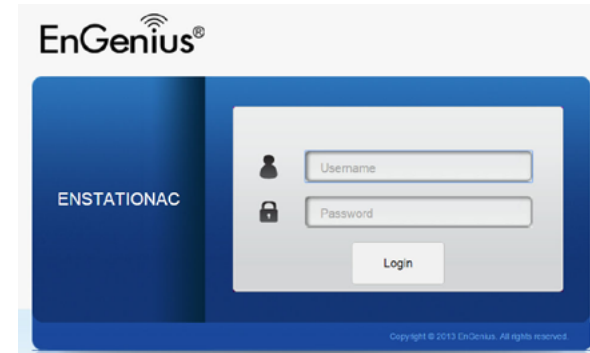 EnGenius®
ENSTATIONAC
Username
Password
Login
Copyright © 2013 EnGenius. All rights reserved.